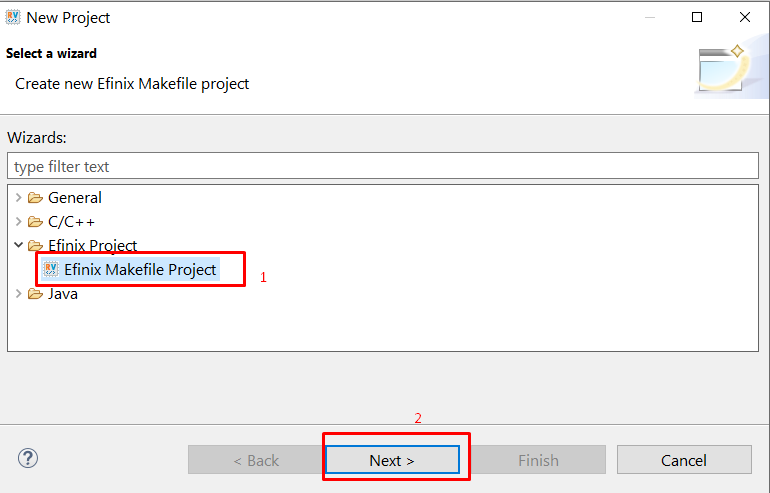 New Project
Select a wizard
Create new Efinix Makefile project
Wizards:
type filter text
General
C/C++
Efinix Project
Efinix Makefile Project
1
Java
2
?
< Back
Next >
Finish
Cancel